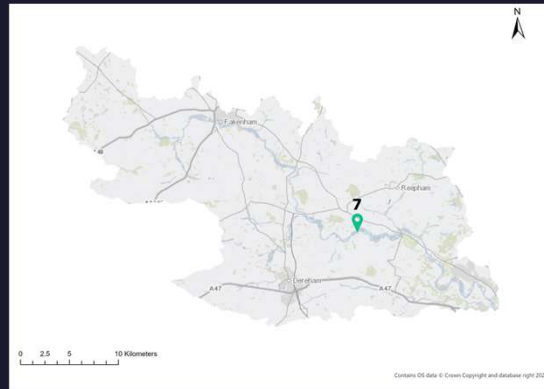 N
Fakenham
Reepham
7
Dereham
A47
A47
0 2.5 5 10 Kilometers
Contains OS data © Crown Copyright and database right